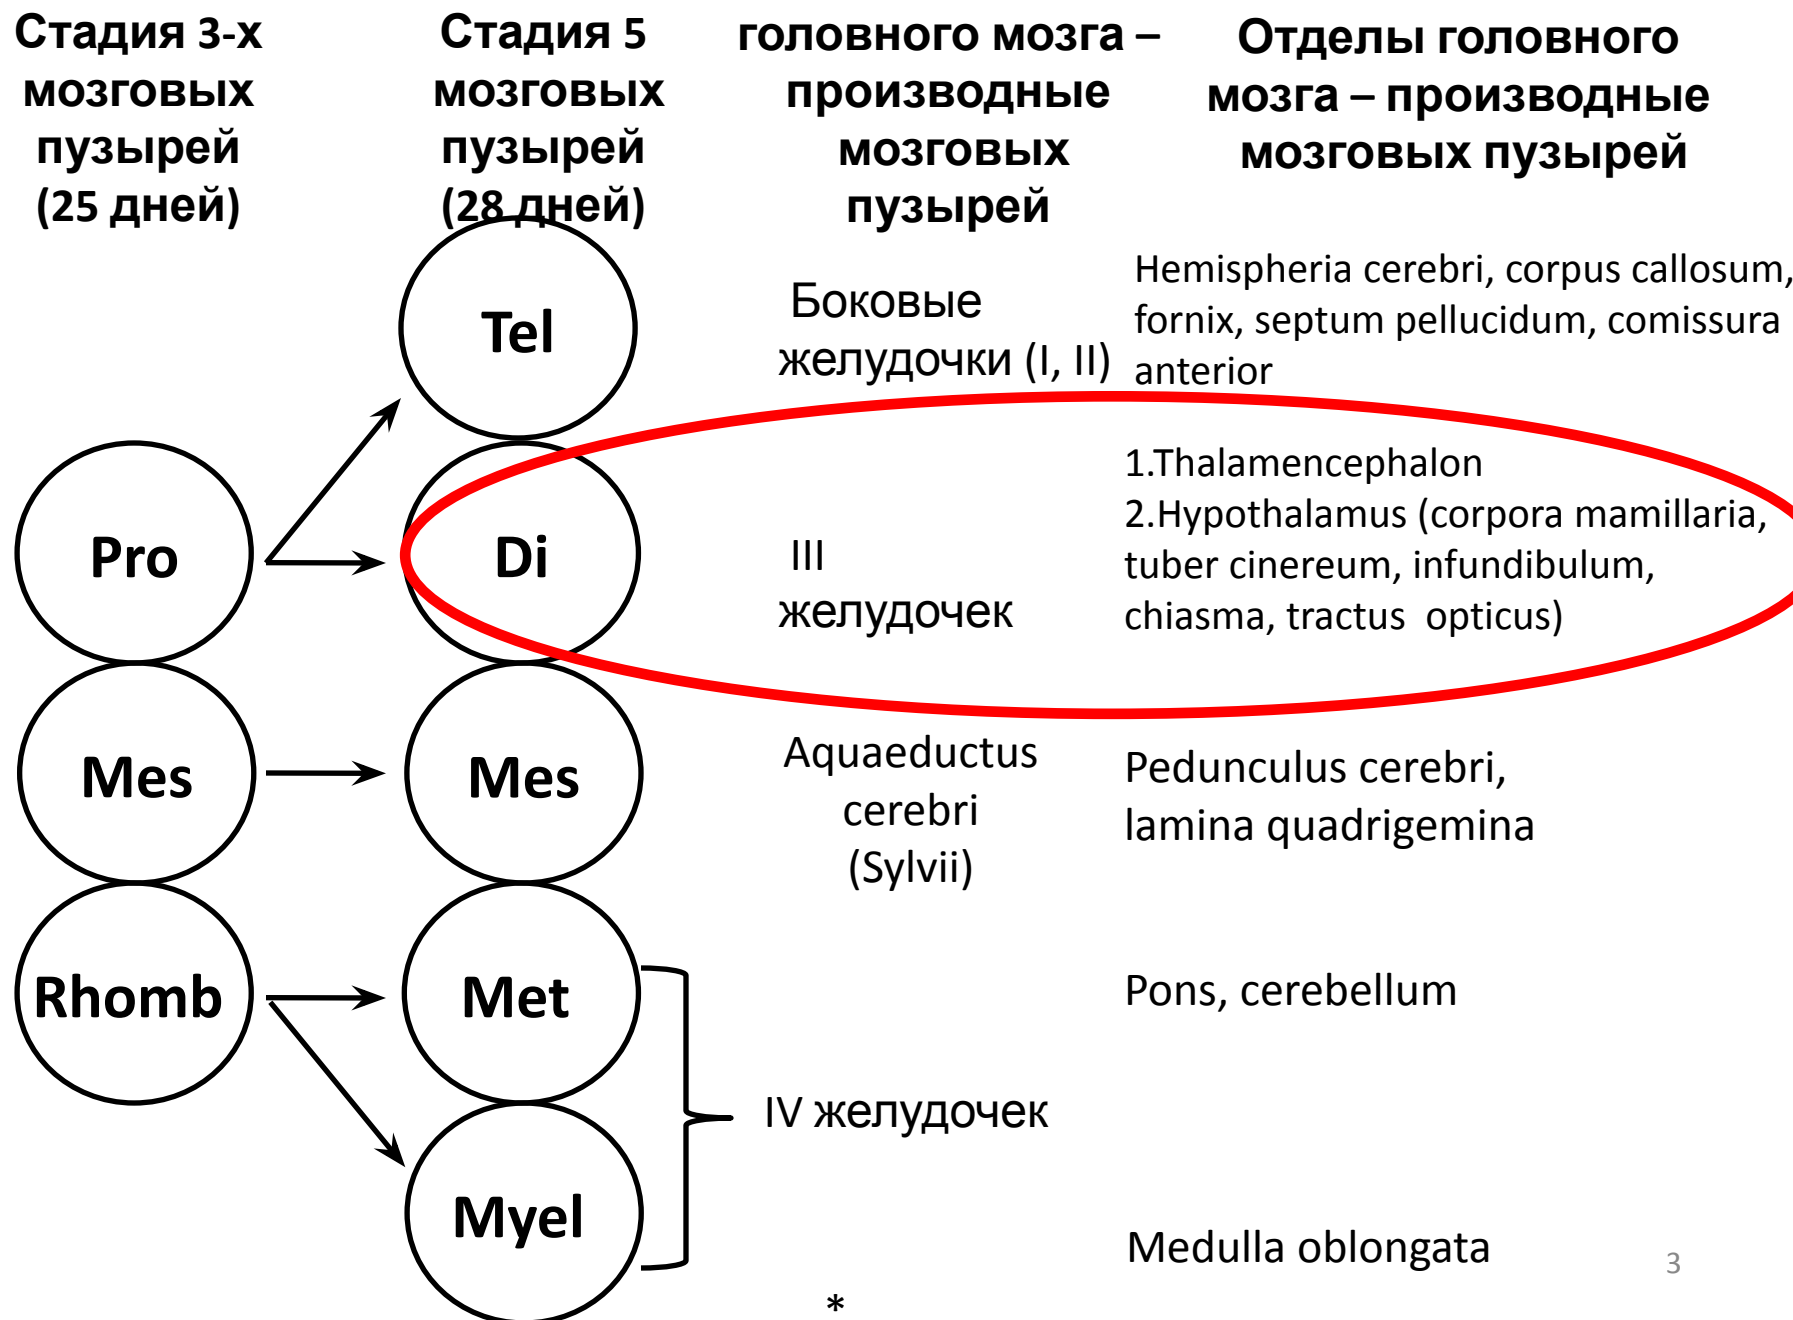 Стадия 3-х
мозговых
пузырей
(25 дней)
Стадия 5
мозговых
пузырей
(28 дней)
головного мозга –
производные
мозговых
пузырей
Отделы головного
мозга – производные
мозговых пузырей
Tel
Боковые
желудочки (I, II)
Hemispheria cerebri, corpus callosum,
fornix, septum pellucidum, comissura
anterior
Pro
Di
III
желудочек
1.Thalamencephalon
2.Hypothalamus (corpora mamillaria,
tuber cinereum, infundibulum,
chiasma, tractus opticus)
Mes
Mes
Aquaeductus
cerebri
(Sylvii)
Pedunculus cerebri,
lamina quadrigemina
Rhomb
Met
Pons, cerebellum
IV желудочек
Myel
Medulla oblongata
3
*